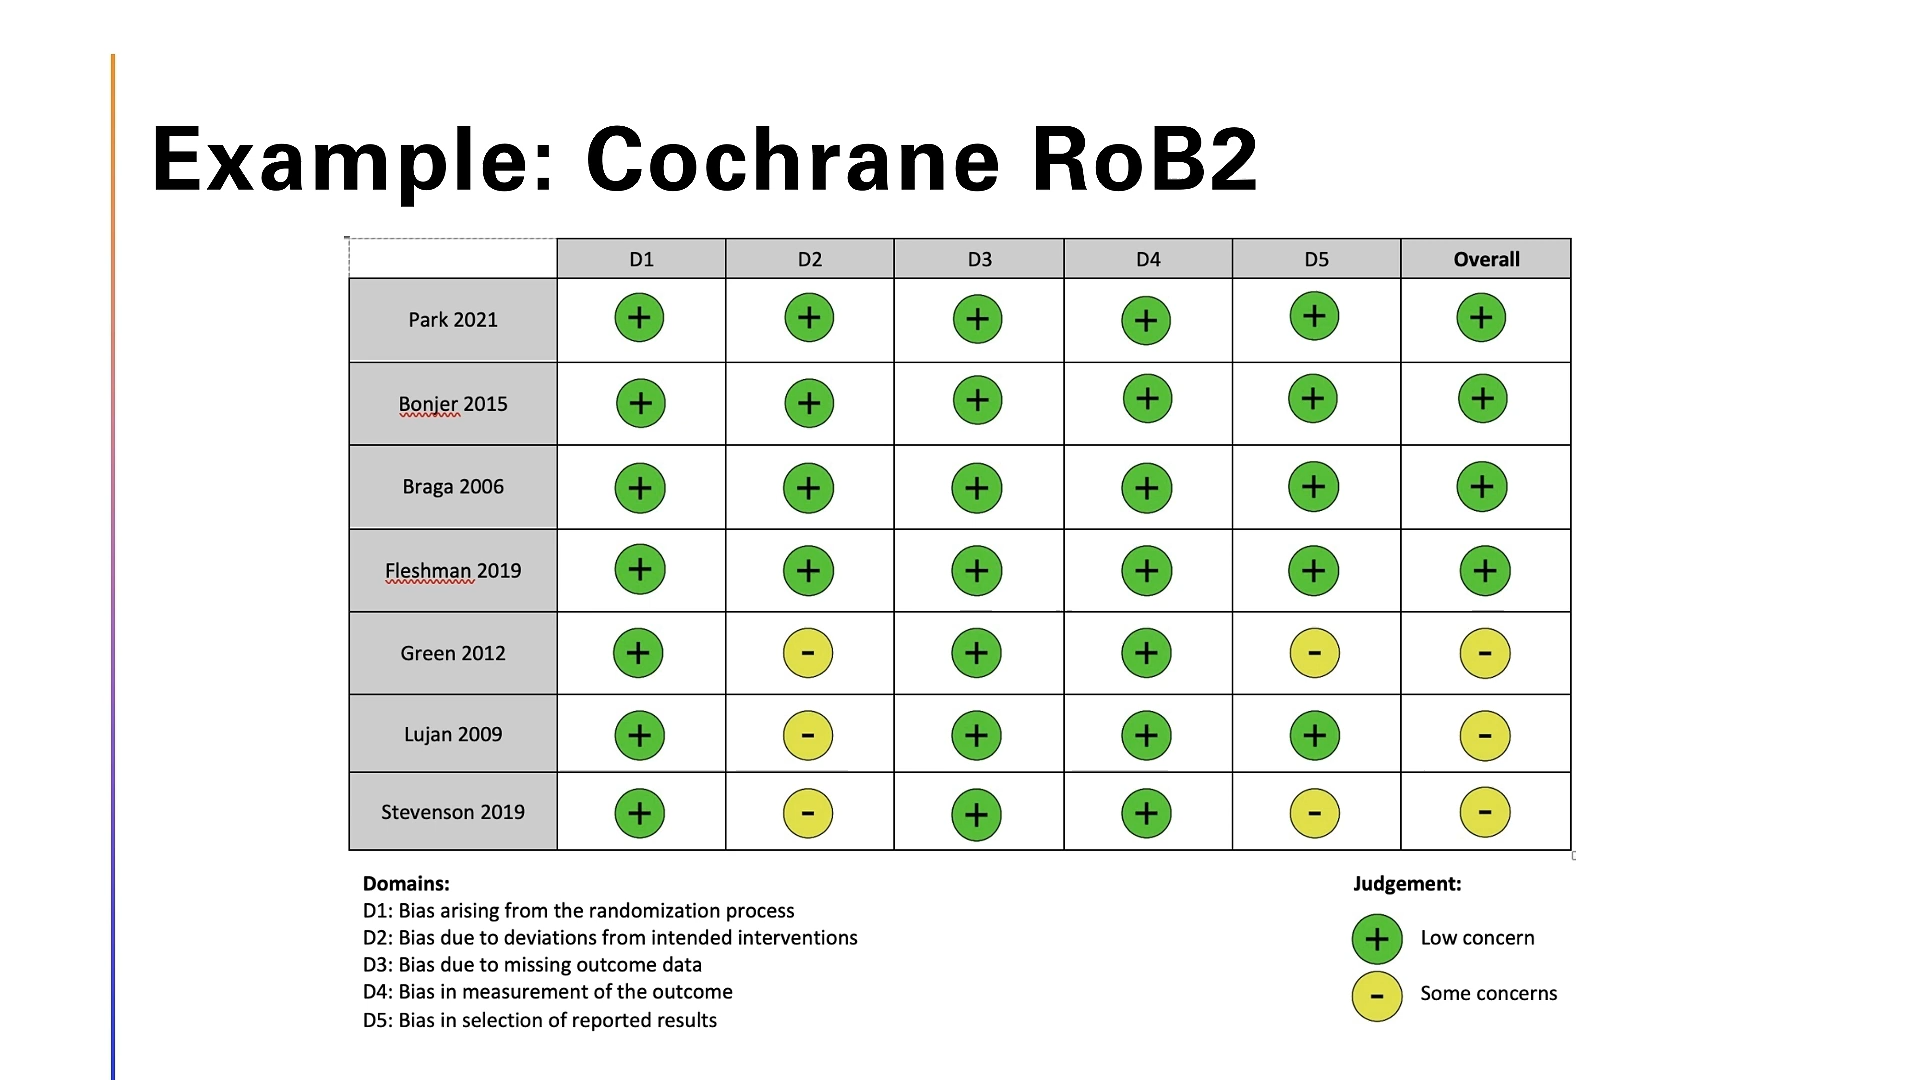 Example: Cochrane RoB2
D1 D2 D3 D4 D5 Overall
Park 2021 + + + + + +
Bonjer 2015 + + + + + +
Braga 2006 + + + + + +
Fleshman 2019 + + + + + +
Green 2012 + - + + - -
Lujan 2009 + - + + + -
Stevenson 2019 + - + + - -
Domains:
D1: Bias arising from the randomization process
D2: Bias due to deviations from intended interventions
D3: Bias due to missing outcome data
D4: Bias in measurement of the outcome
D5: Bias in selection of reported results
Judgement:
+ Low concern
- Some concerns